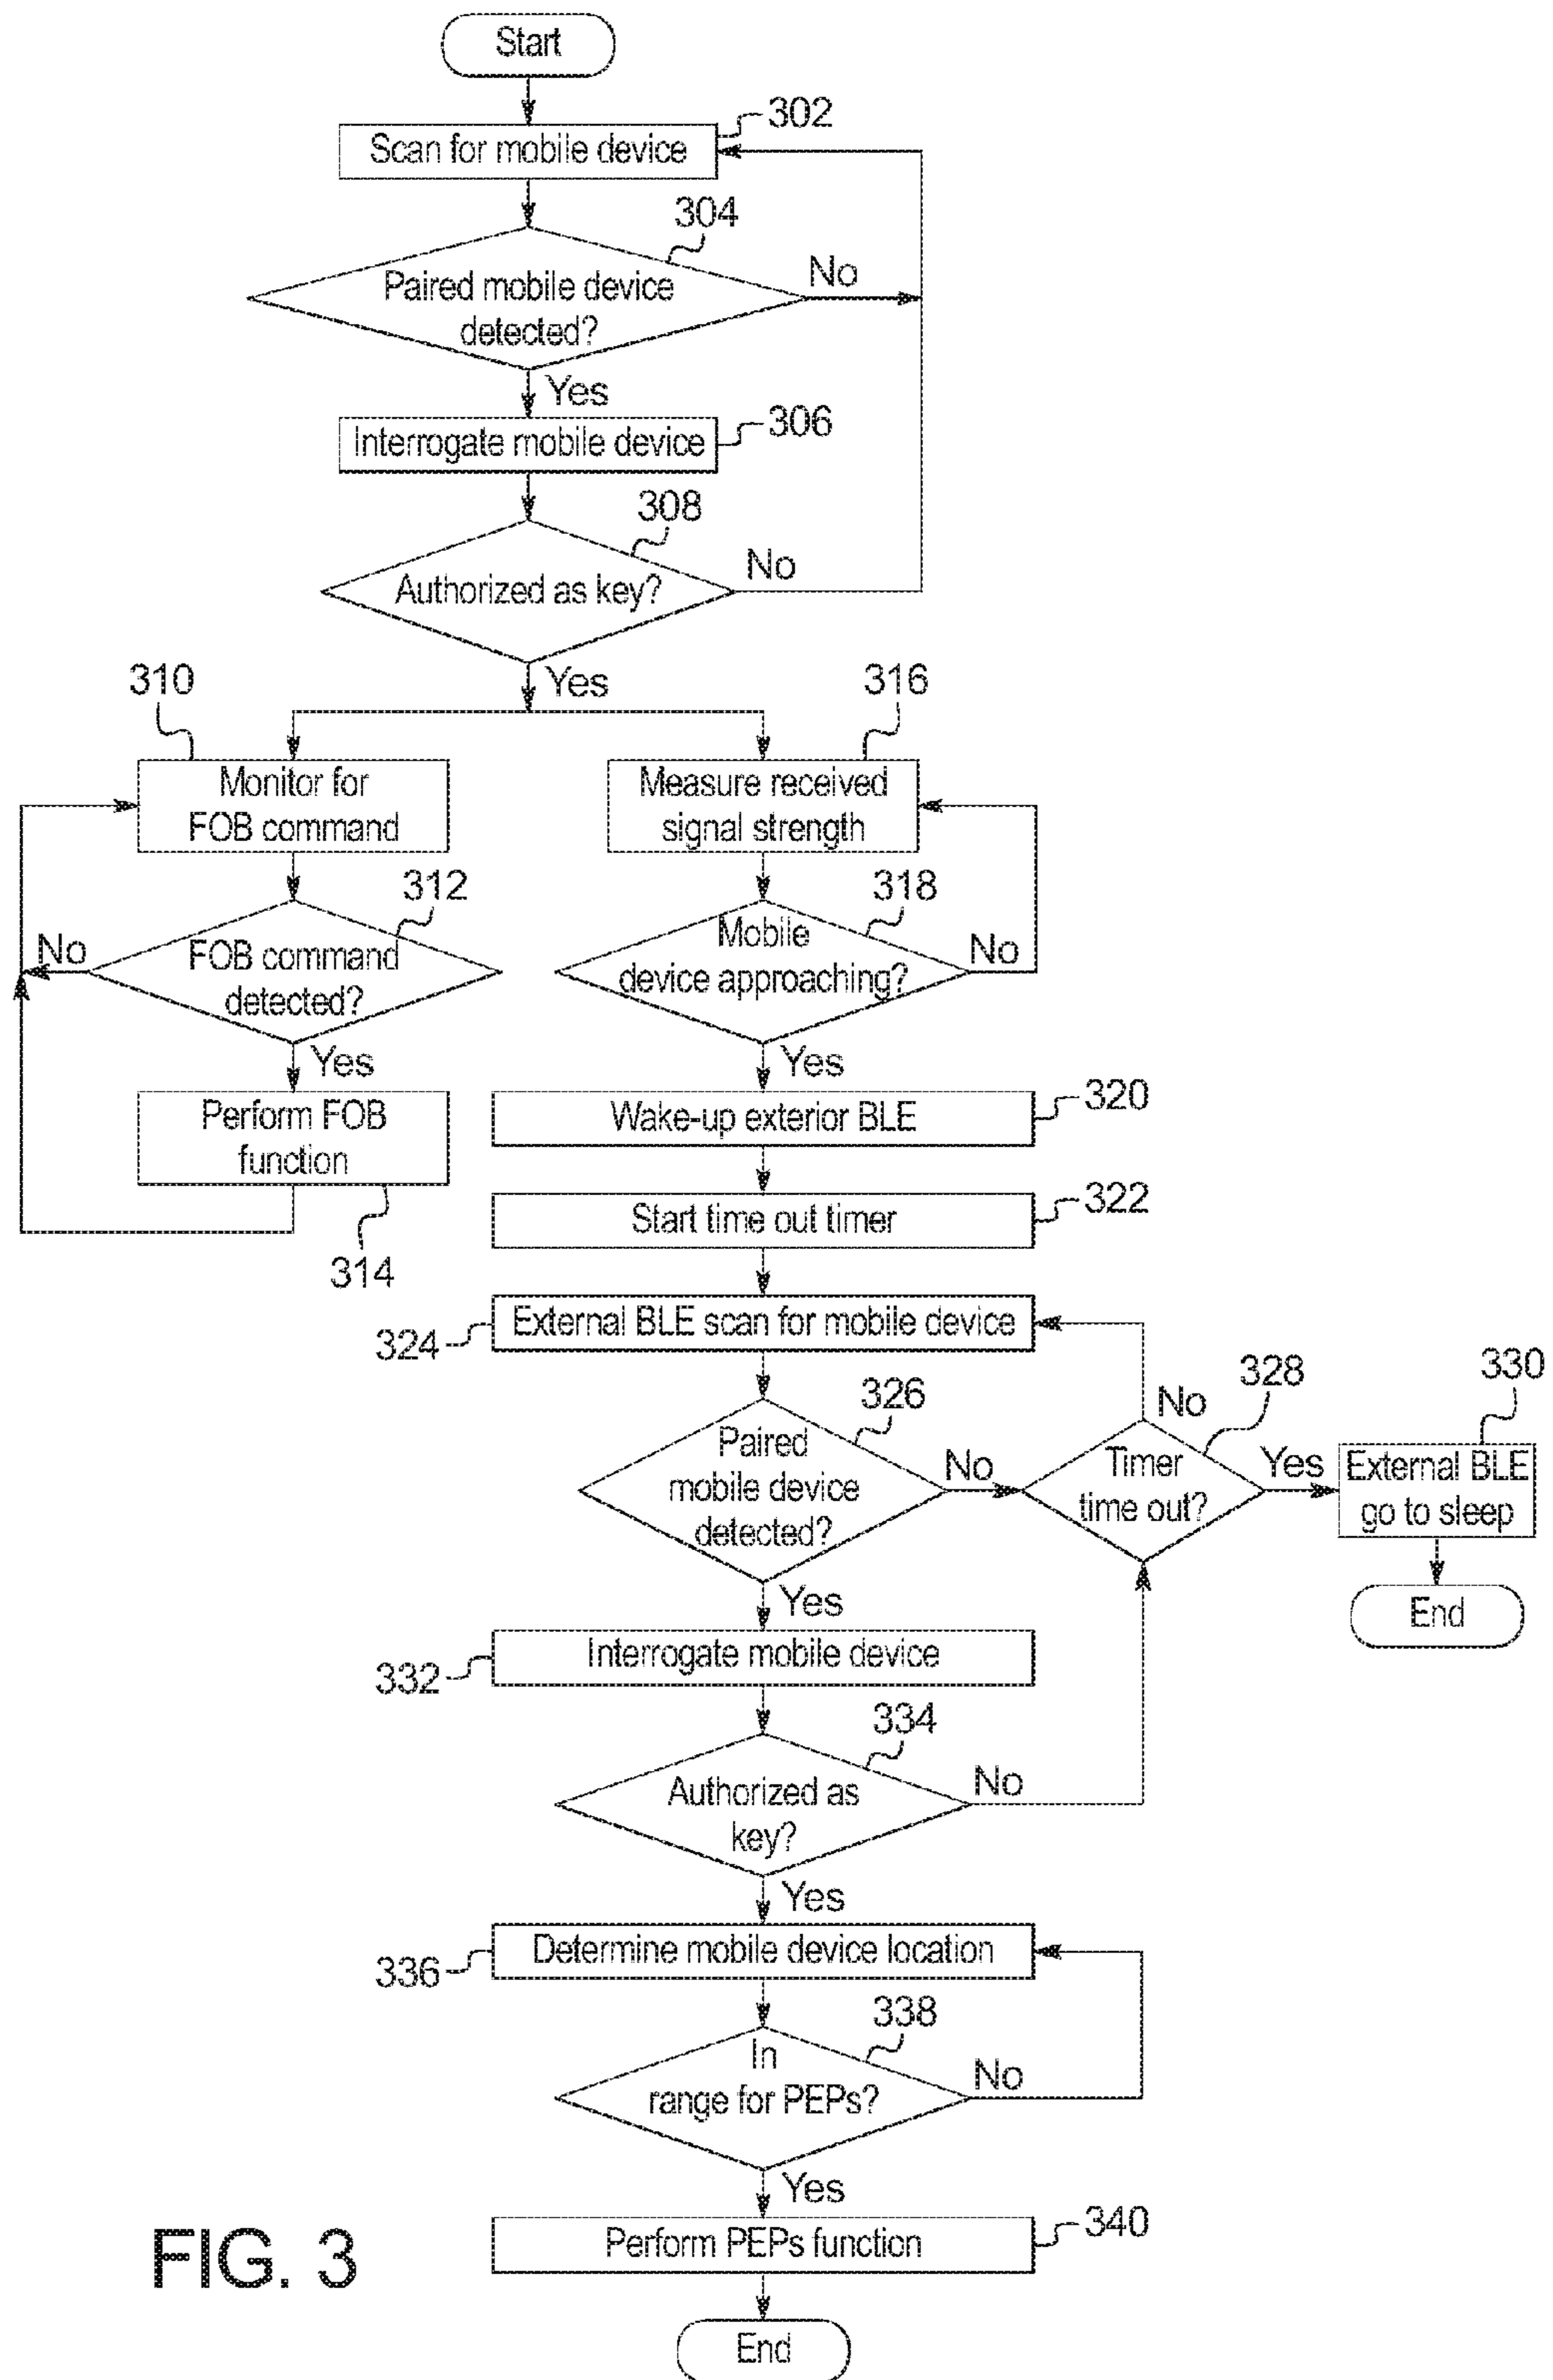 Start
302
Scan for mobile device
304
Paired mobile device
detected?
No
Yes
306
Interrogate mobile device
308
Authorized as key?
No
Yes
310
Monitor for
FOB command
312
FOB command
detected?
No
Yes
Perform FOB
function
314
316
Measure received
signal strength
318
Mobile
device approaching?
No
Yes
Wake-up exterior BLE
320
Start time out timer
322
External BLE scan for mobile device
324
326
Paired
mobile device
detected?
No
328
Timer
time out?
No
Yes
330
External BLE
go to sleep
End
Yes
Interrogate mobile device
332
334
Authorized as
key?
No
Yes
Determine mobile device location
336
338
In
range for PEPs?
No
Yes
Perform PEPs function
340
End
FIG. 3